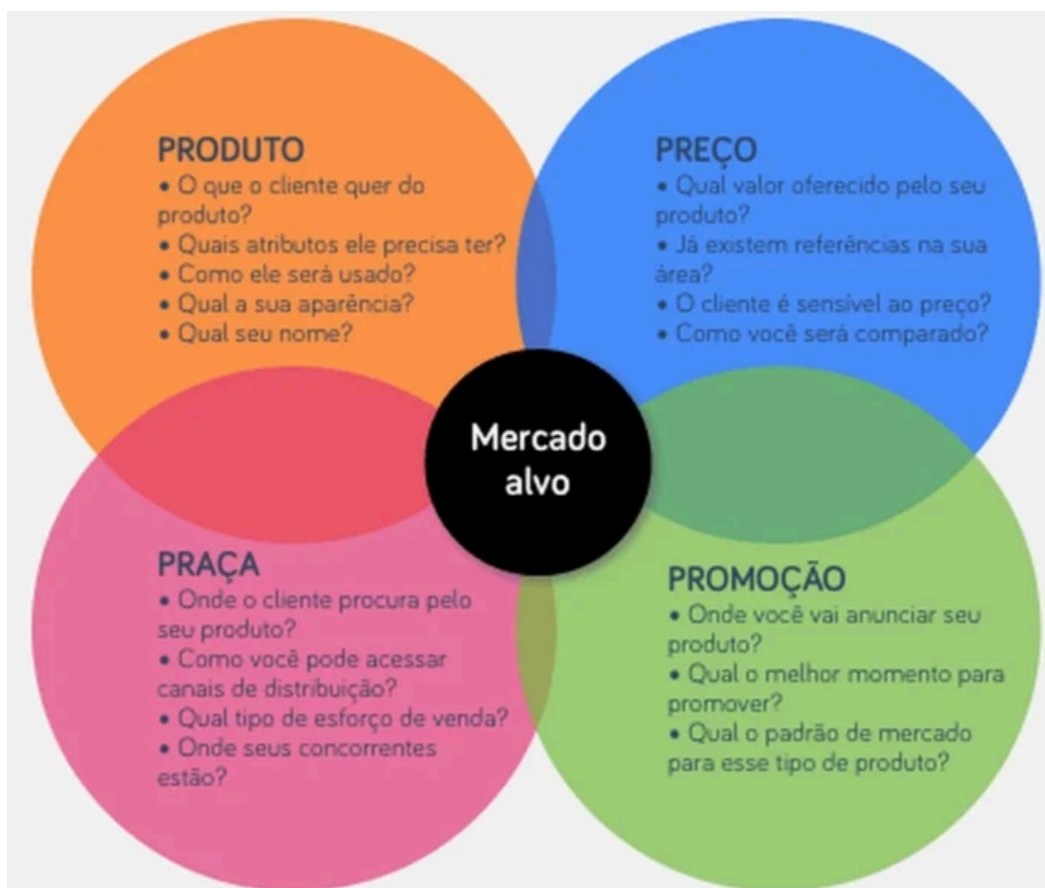 PRODUTO
• O que o cliente quer do
produto?
• Quais atributos ele precisa ter?
• Como ele será usado?
• Qual a sua aparência?
• Qual seu nome?
PREÇO
• Qual valor oferecido pelo seu
produto?
• Já existem referências na sua
área?
• O cliente é sensível ao preço?
• Como você será comparado?
Mercado
alvo
PRAÇA
• Onde o cliente procura pelo
seu produto?
• Como você pode acessar
canais de distribuição?
• Qual tipo de esforço de venda?
• Onde seus concorrentes
estão?
PROMOÇÃO
• Onde você vai anunciar seu
produto?
• Qual o melhor momento para
promover?
• Qual o padrão de mercado
para esse tipo de produto?